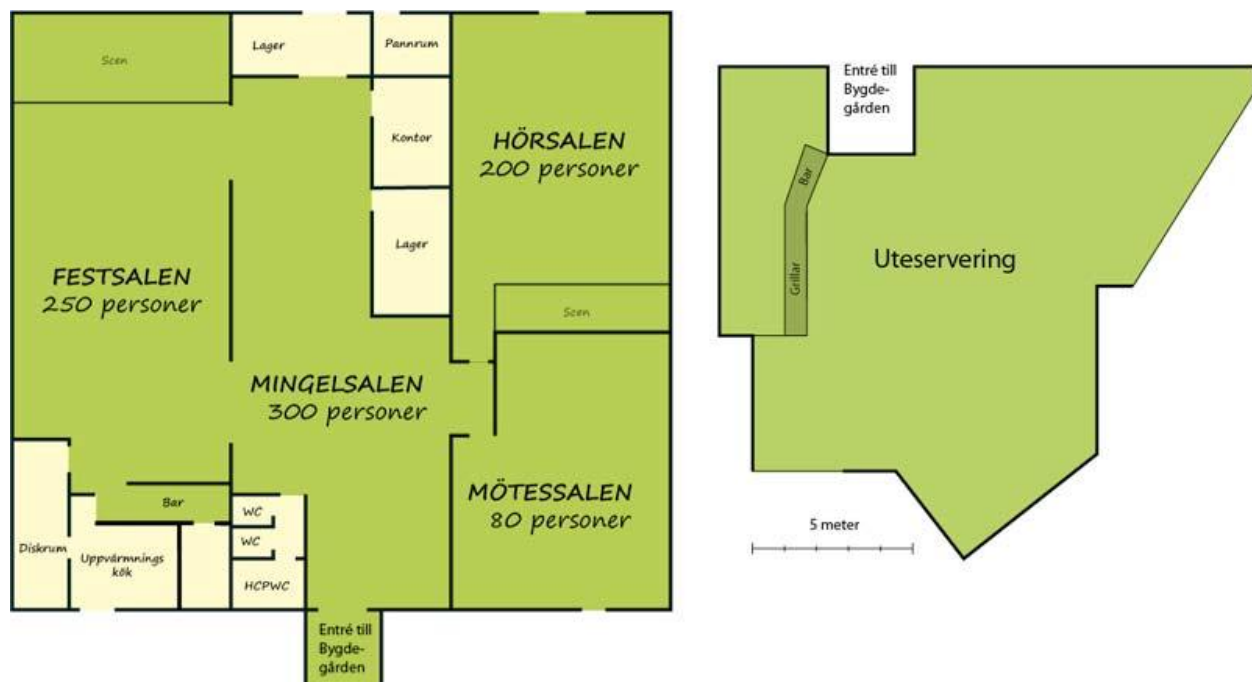 Scen
Lager
Pannrum
Kontor
HÖRSALEN
200 personer
Lager
FESTSALEN
250 personer
Scen
MINGELSALEN
300 personer
Bar
WC
WC
HCPWC
Diskrum
Uppvärmnings
kök
MÖTESSALEN
80 personer
Entré till
Bygde-
gården
Entré till
Bygde-
gården
Bar
Grillar
Uteservering
5 meter